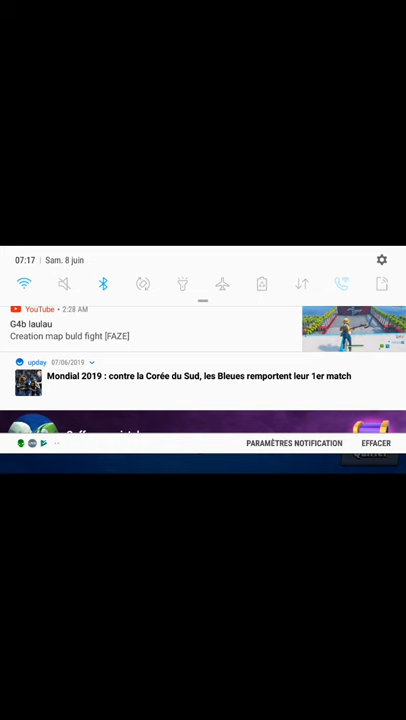 07:17 | Sam. 8 juin
YouTube • 2:28 AM
G4b laulau
Creation map buld fight [FAZE]
upday 07/06/2019
Mondial 2019 : contre la Corée du Sud, les Bleues remportent leur 1er match
PARAMÈTRES NOTIFICATION EFFACER